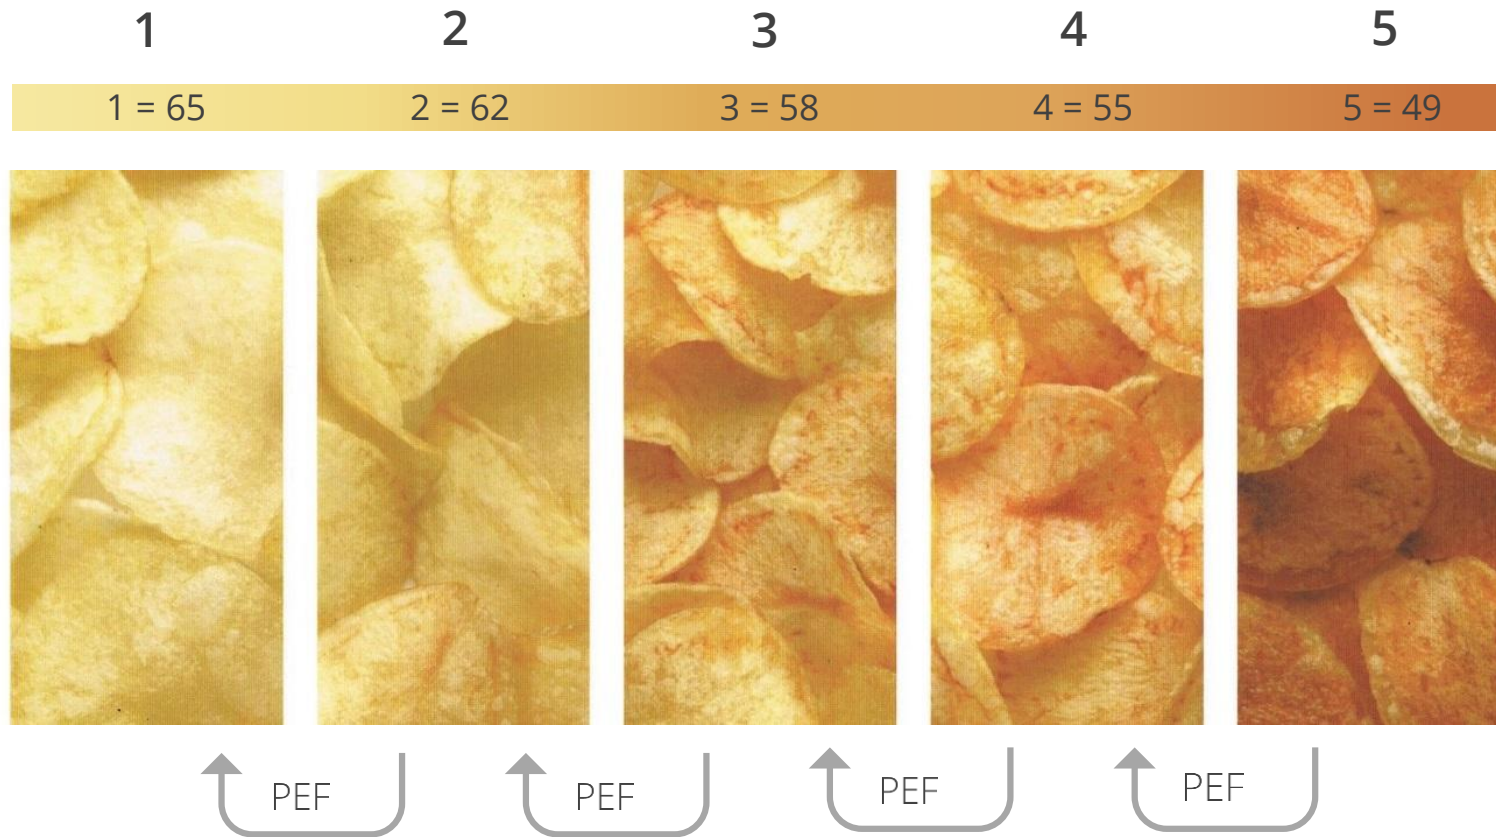 1 2 3 4 5
1 = 65 2 = 62 3 = 58 4 = 55 5 = 49
PEF PEF PEF PEF